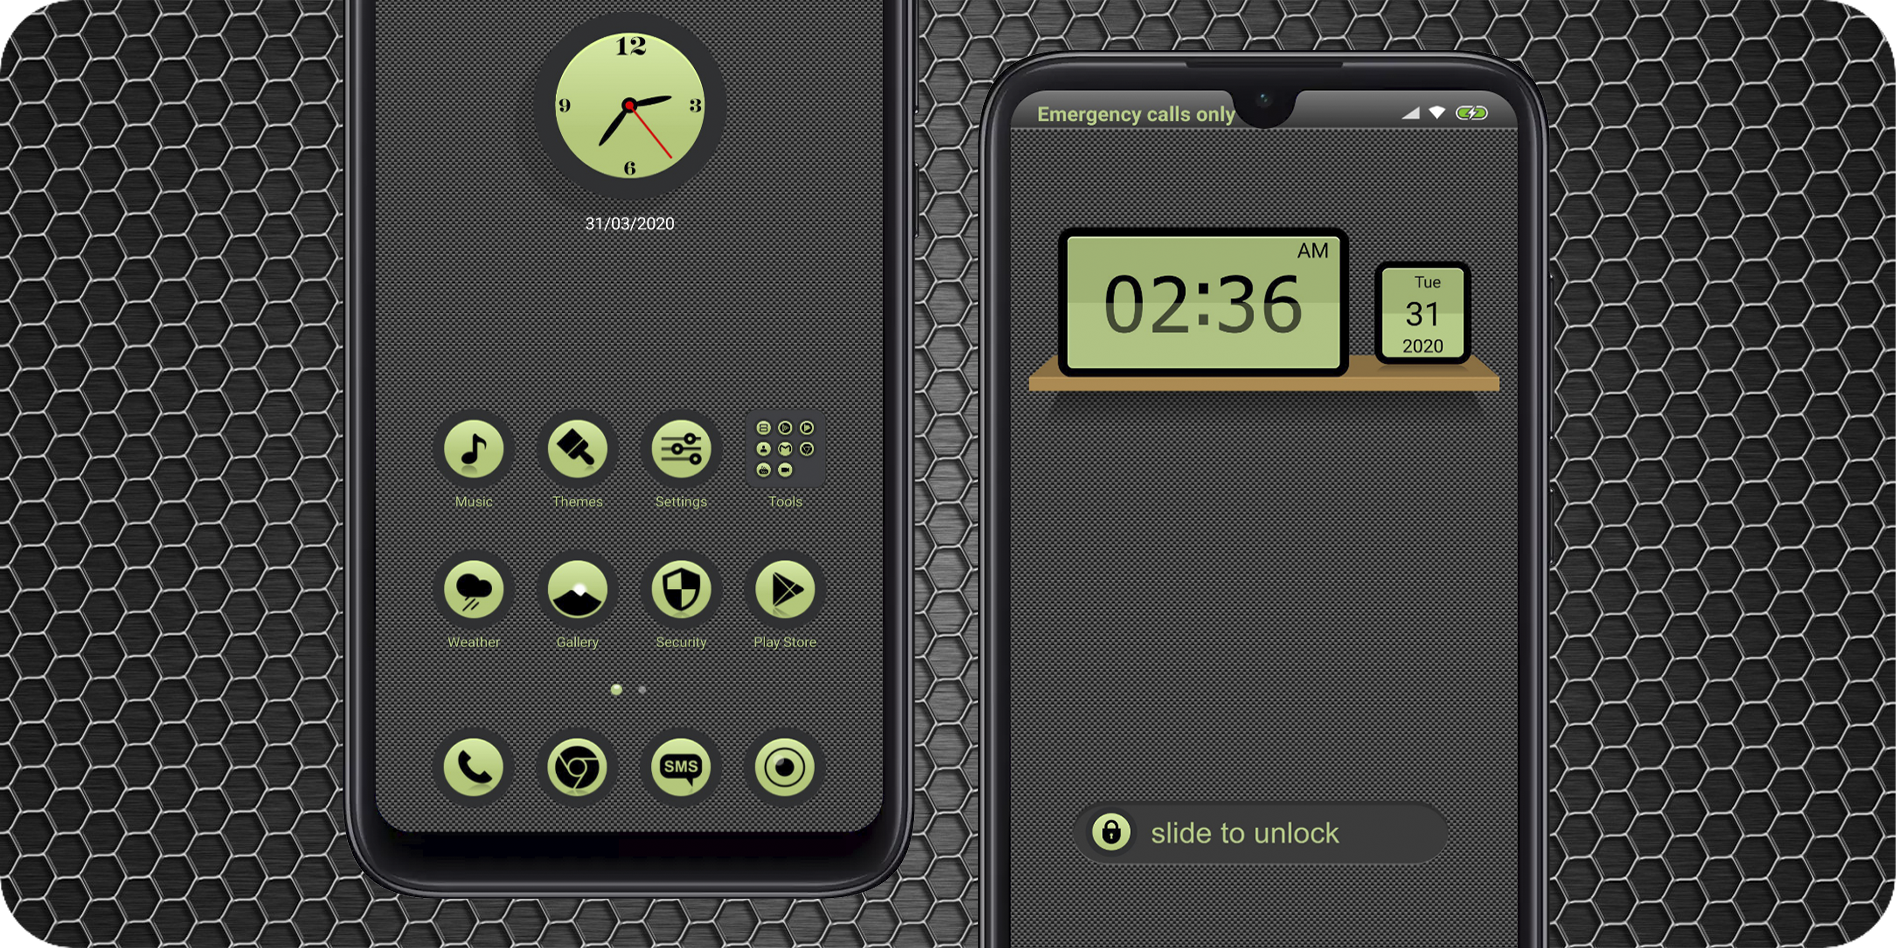 12
9
3
6
31/03/2020
Music
Themes
Settings
Tools
Weather
Gallery
Security
Play Store
SMS
Emergency calls only
AM
02:36
Tue
31
2020
slide to unlock